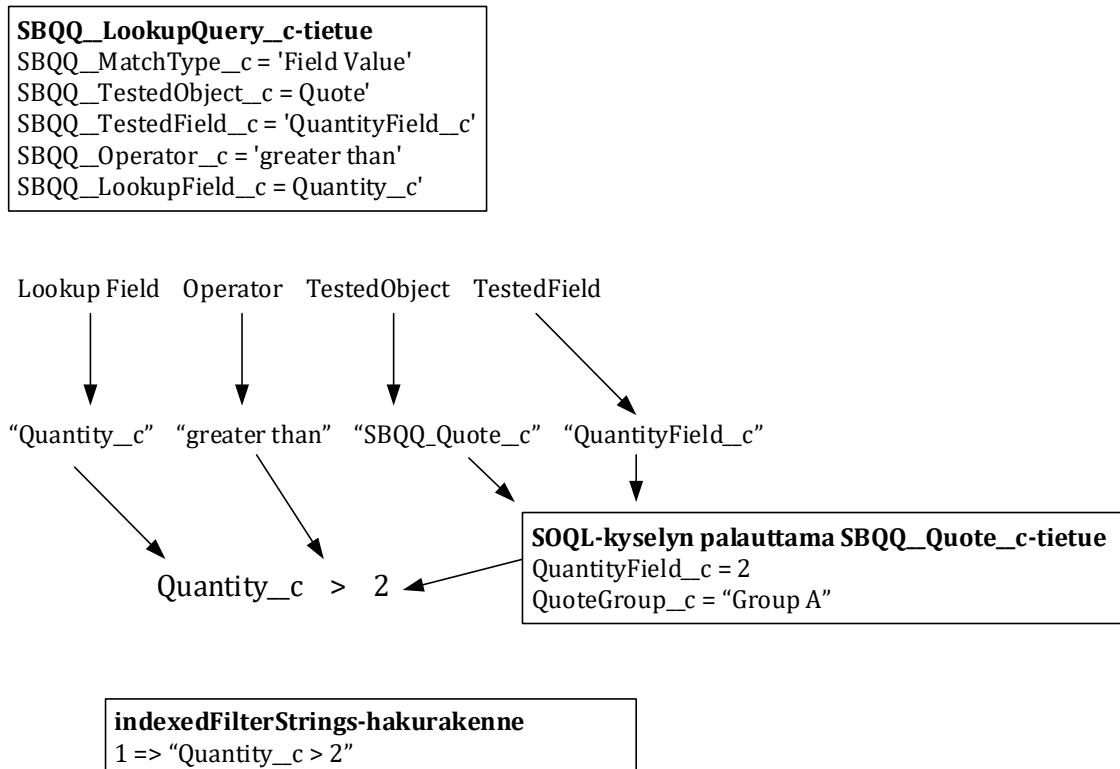 SBQQ__LookupQuery__c-tietue
SBQQ__MatchType__c = 'Field Value'
SBQQ__TestedObject__c = Quote'
SBQQ__TestedField__c = 'QuantityField__c'
SBQQ__Operator__c = 'greater than'
SBQQ__LookupField__c = Quantity__c'
Lookup Field Operator TestedObject TestedField
“Quantity__c” “greater than” “SBQQ_Quote__c” “QuantityField__c”
SOQL-kyselyn palauttama SBQQ__Quote__c-tietue
QuantityField__c = 2
QuoteGroup__c = “Group A”
Quantity__c > 2
indexedFilterStrings-hakurakenne
1 => “Quantity__c > 2”